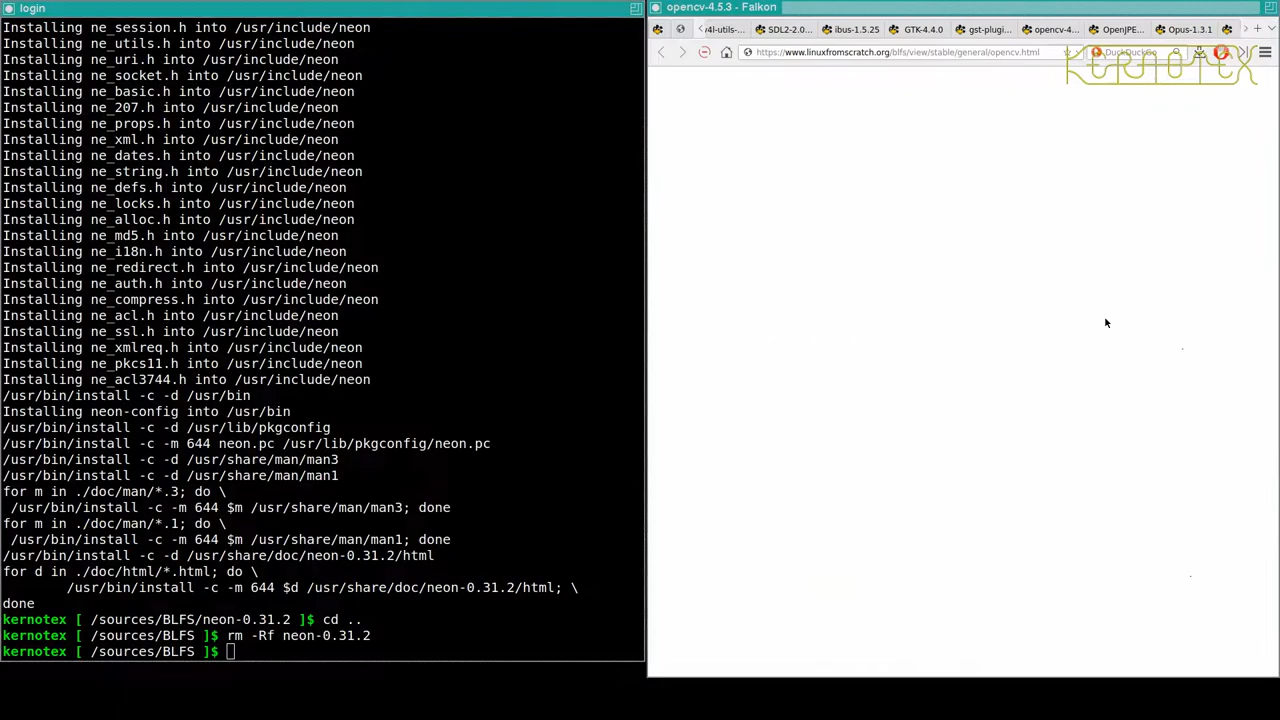 login
Installing ne_session.h into /usr/include/neon
Installing ne_utils.h into /usr/include/neon
Installing ne_uri.h into /usr/include/neon
Installing ne_socket.h into /usr/include/neon
Installing ne_basic.h into /usr/include/neon
Installing ne_207.h into /usr/include/neon
Installing ne_props.h into /usr/include/neon
Installing ne_xml.h into /usr/include/neon
Installing ne_dates.h into /usr/include/neon
Installing ne_string.h into /usr/include/neon
Installing ne_defs.h into /usr/include/neon
Installing ne_locks.h into /usr/include/neon
Installing ne_alloc.h into /usr/include/neon
Installing ne_md5.h into /usr/include/neon
Installing ne_i18n.h into /usr/include/neon
Installing ne_redirect.h into /usr/include/neon
Installing ne_auth.h into /usr/include/neon
Installing ne_compress.h into /usr/include/neon
Installing ne_acl.h into /usr/include/neon
Installing ne_ssl.h into /usr/include/neon
Installing ne_xmlreq.h into /usr/include/neon
Installing ne_pkcs11.h into /usr/include/neon
Installing ne_acl3744.h into /usr/include/neon
/usr/bin/install -c -d /usr/bin
Installing neon-config into /usr/bin
/usr/bin/install -c -d /usr/lib/pkgconfig
/usr/bin/install -c -m 644 neon.pc /usr/lib/pkgconfig/neon.pc
/usr/bin/install -c -d /usr/share/man/man3
/usr/bin/install -c -d /usr/share/man/man1
for m in ./doc/man/*.3; do \
/usr/bin/install -c -m 644 $m /usr/share/man/man3; done
for m in ./doc/man/*.1; do \
/usr/bin/install -c -m 644 $m /usr/share/man/man1; done
/usr/bin/install -c -d /usr/share/doc/neon-0.31.2/html
for d in ./doc/html/*.html; do \
/usr/bin/install -c -m 644 $d /usr/share/doc/neon-0.31.2/html; \
done
kernotex [ /sources/BLFS/neon-0.31.2 ]$ cd ..
kernotex [ /sources/BLFS ]$ rm -Rf neon-0.31.2
kernotex [ /sources/BLFS ]$
opencv-4.5.3 - Falkon
/4l-utils-... SDL2-2.0... ibus-1.5.25 GTK-4.4.0 gst-plugi... opencv-4... OpenJPE... Opus-1.3.1
https://www.linuxfromscratch.org/blfs/view/stable/general/opencv.html DuckDuckGo
KERNOTEX